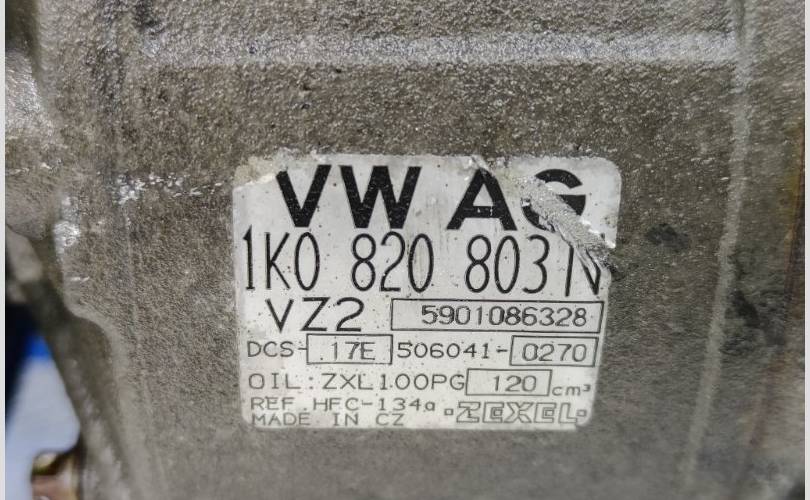 VW AG
1K0 820 803 N
VZ2 5901086328
DCS- 17E 506041- 0270
OIL: ZXL100PG 120 cm³
REF. HFC-134a ·ZEXEL·
MADE IN CZ